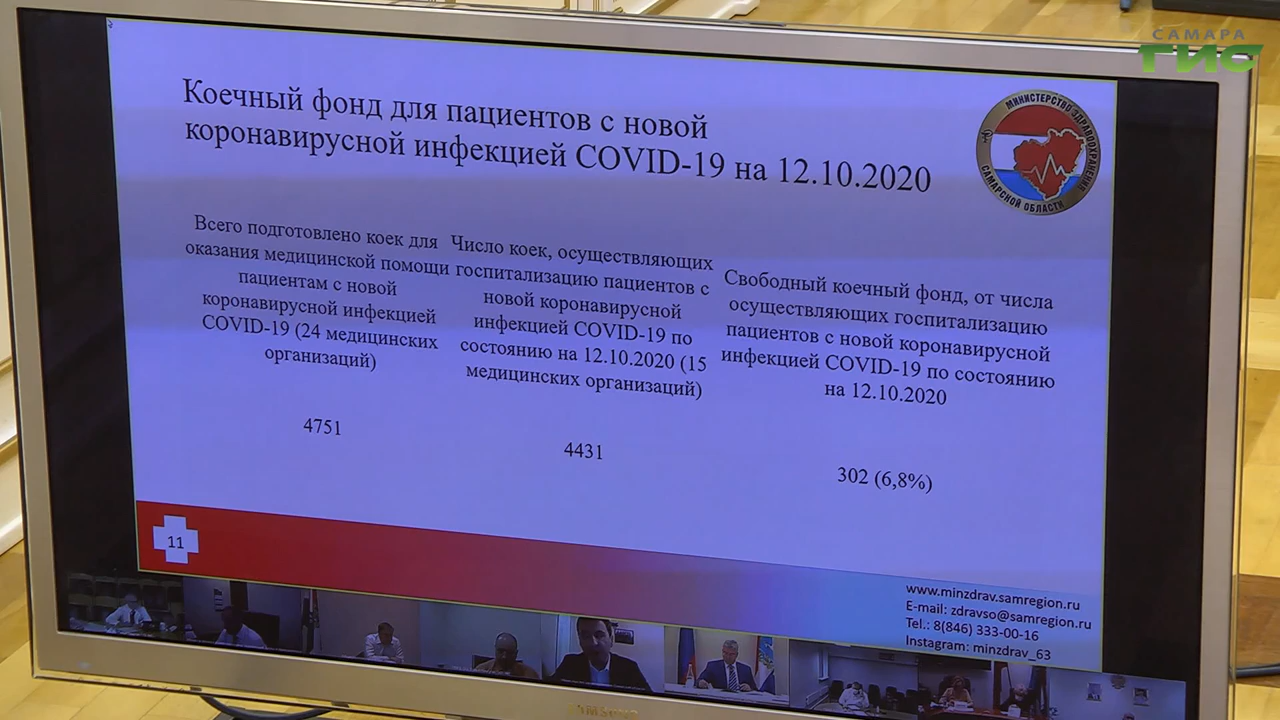 САМАРА
ГИС
Коечный фонд для пациентов с новой
коронавирусной инфекцией COVID-19 на 12.10.2020
МИНИСТЕРСТВО ЗДРАВООХРАНЕНИЯ
САМАРСКОЙ ОБЛАСТИ
Всего подготовлено коек для
оказания медицинской помощи
пациентам с новой
коронавирусной инфекцией
COVID-19 (24 медицинских
организаций)
4751
Число коек, осуществляющих
госпитализацию пациентов с
новой коронавирусной
инфекцией COVID-19 по
состоянию на 12.10.2020 (15
медицинских организаций)
4431
Свободный коечный фонд, от числа
осуществляющих госпитализацию
пациентов с новой коронавирусной
инфекцией COVID-19 по состоянию
на 12.10.2020
302 (6,8%)
11
www.minzdrav.samregion.ru
E-mail: zdravso@samregion.ru
Tel.: 8(846) 333-00-16
Instagram: minzdrav_63
SAMSUNG